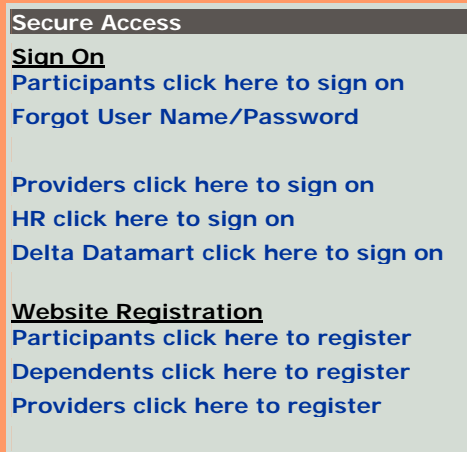 Secure Access
Sign On
Participants click here to sign on
Forgot User Name/Password
Providers click here to sign on
HR click here to sign on
Delta Datamart click here to sign on
Website Registration
Participants click here to register
Dependents click here to register
Providers click here to register